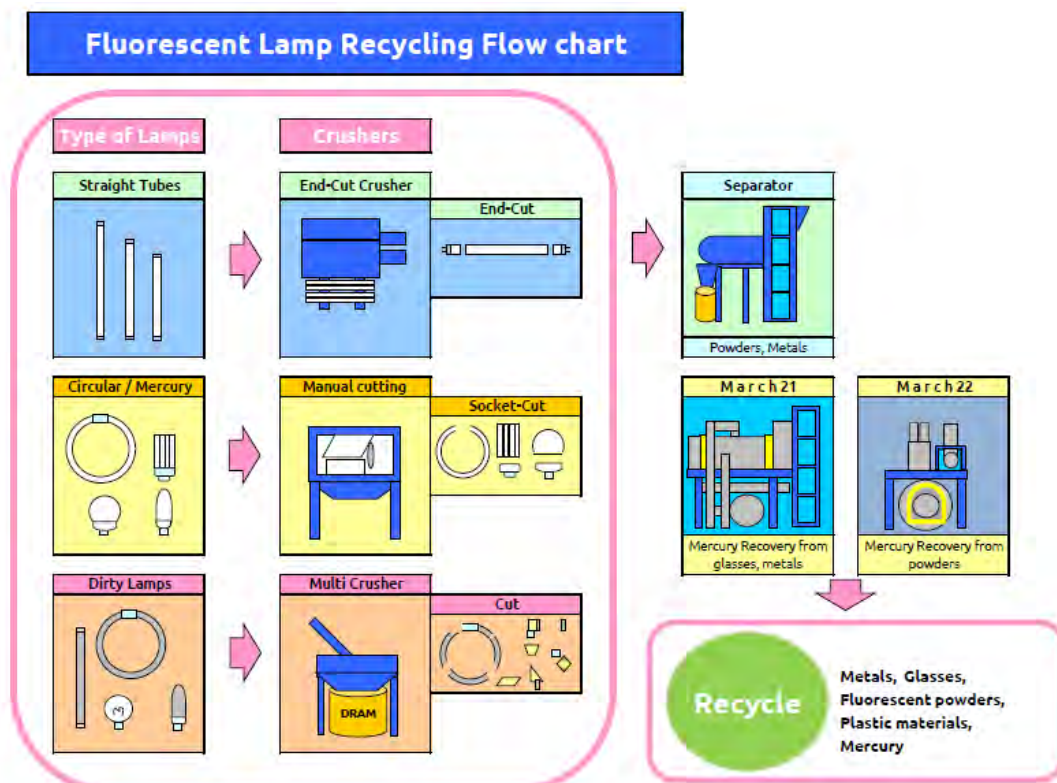 Fluorescent Lamp Recycling Flow chart
Type of Lamps
Crushers
Straight Tubes
End-Cut Crusher
End-Cut
Separator
Powders, Metals
Circular / Mercury
Manual cutting
Socket-Cut
March21
Mercury Recovery from
glasses, metals
March22
Mercury Recovery from
powders
Dirty Lamps
3
Multi Crusher
DRAM
Cut
Recycle
Metals, Glasses,
Fluorescent powders,
Plastic materials,
Mercury